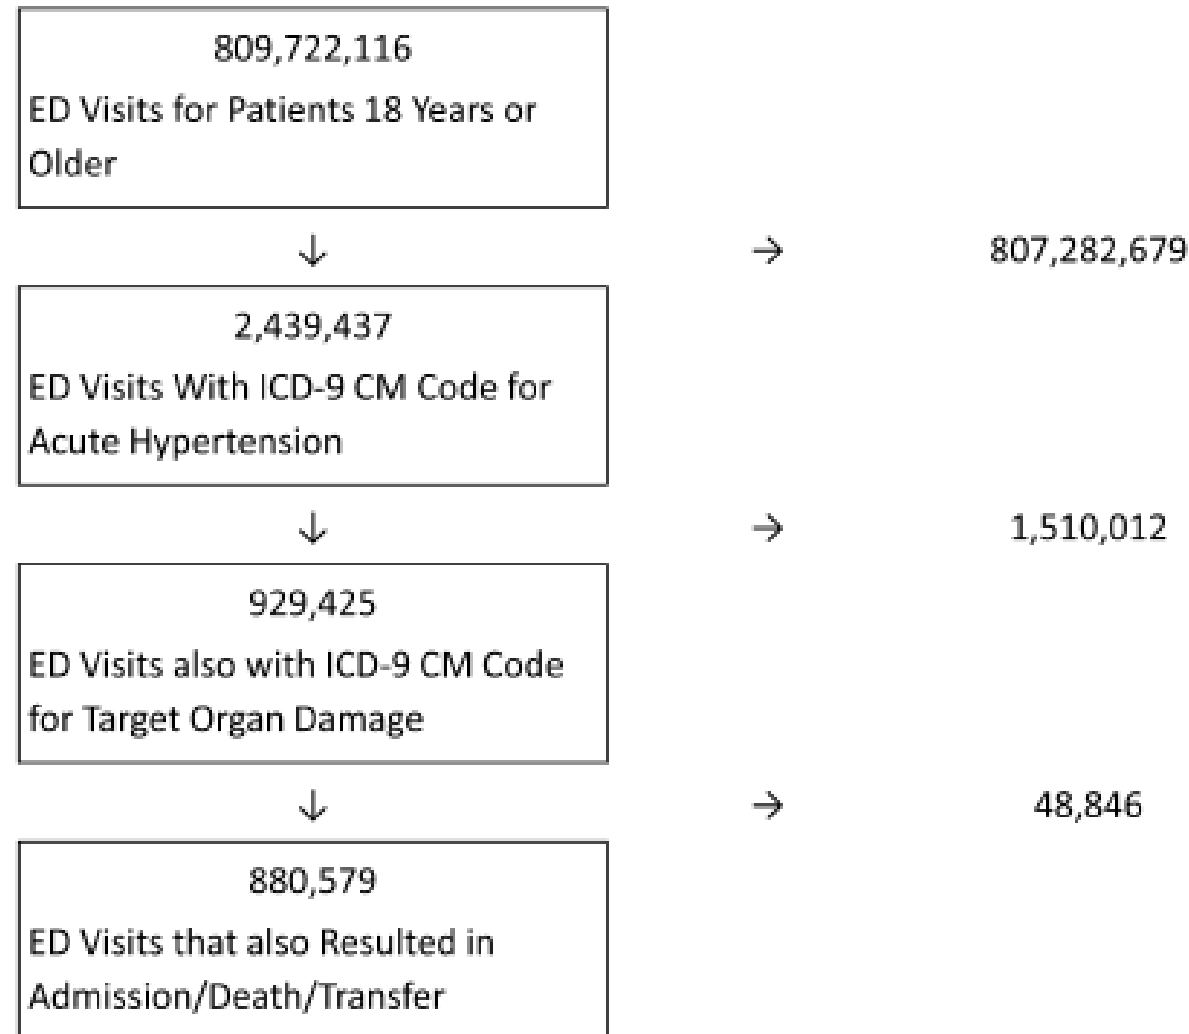 809,722,116
ED Visits for Patients 18 Years or
Older
↓ → 807,282,679
2,439,437
ED Visits With ICD-9 CM Code for
Acute Hypertension
↓ → 1,510,012
929,425
ED Visits also with ICD-9 CM Code
for Target Organ Damage
↓ → 48,846
880,579
ED Visits that also Resulted in
Admission/Death/Transfer